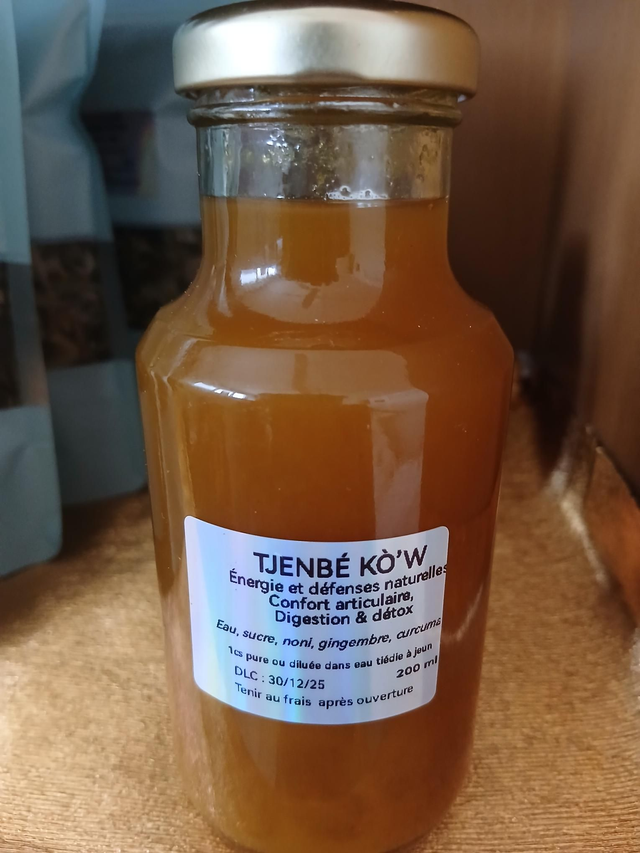 TJENBÉ KÒ'W
Énergie et défenses naturelles
Confort articulaire,
Digestion & détox
Eau, sucre, noni, gingembre, curcuma
1cs pure ou diluée dans eau tiédie à jeun
200 ml
DLC : 30/12/25
Tenir au frais après ouverture